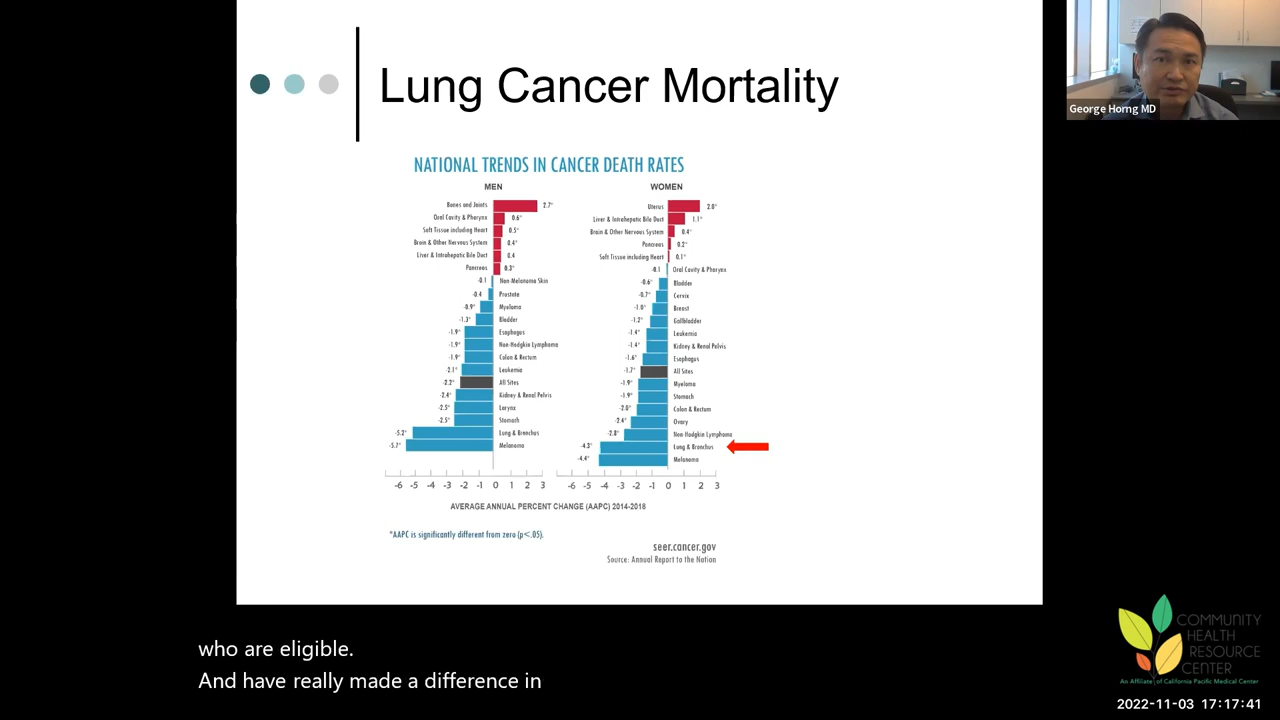 Lung Cancer Mortality
George Horng MD
NATIONAL TRENDS IN CANCER DEATH RATES
MEN
Bones and Joints 2.7*
Oral Cavity & Pharynx 0.6*
Soft Tissue including Heart 0.5*
Brain & Other Nervous System 0.4*
Liver & Intrahepatic Bile Duct 0.4
Pancreas 0.3*
-0.1 Non-Melanoma Skin
-0.4 Prostate
-0.9* Myeloma
-1.3* Bladder
-1.9* Esophagus
-1.9* Non-Hodgkin Lymphoma
-1.9* Colon & Rectum
-2.1* Leukemia
-2.2* All Sites
-2.4* Kidney & Renal Pelvis
-2.5* Larynx
-2.5* Stomach
-5.2* Lung & Bronchus
-5.7* Melanoma
-6 -5 -4 -3 -2 -1 0 1 2 3
WOMEN
Uterus 2.0*
Liver & Intrahepatic Bile Duct 1.1*
Brain & Other Nervous System 0.4*
Pancreas 0.2*
Soft Tissue including Heart 0.1*
-0.1 Oral Cavity & Pharynx
-0.6* Bladder
-0.7* Cervix
-1.0* Breast
-1.2* Gallbladder
-1.4* Leukemia
-1.4* Kidney & Renal Pelvis
-1.6* Esophagus
-1.7* All Sites
-1.9* Myeloma
-1.9* Stomach
-2.0* Colon & Rectum
-2.4* Ovary
-2.8* Non-Hodgkin Lymphoma
-4.3* Lung & Bronchus
-4.4* Melanoma
-6 -5 -4 -3 -2 -1 0 1 2 3
AVERAGE ANNUAL PERCENT CHANGE (AAPC) 2014-2018
*AAPC is significantly different from zero (p<.05).
seer.cancer.gov
Source: Annual Report to the Nation
who are eligible.
And have really made a difference in
COMMUNITY
HEALTH
RESOURCE
CENTER
An Affiliate of California Pacific Medical Center
2022-11-03 17:17:41